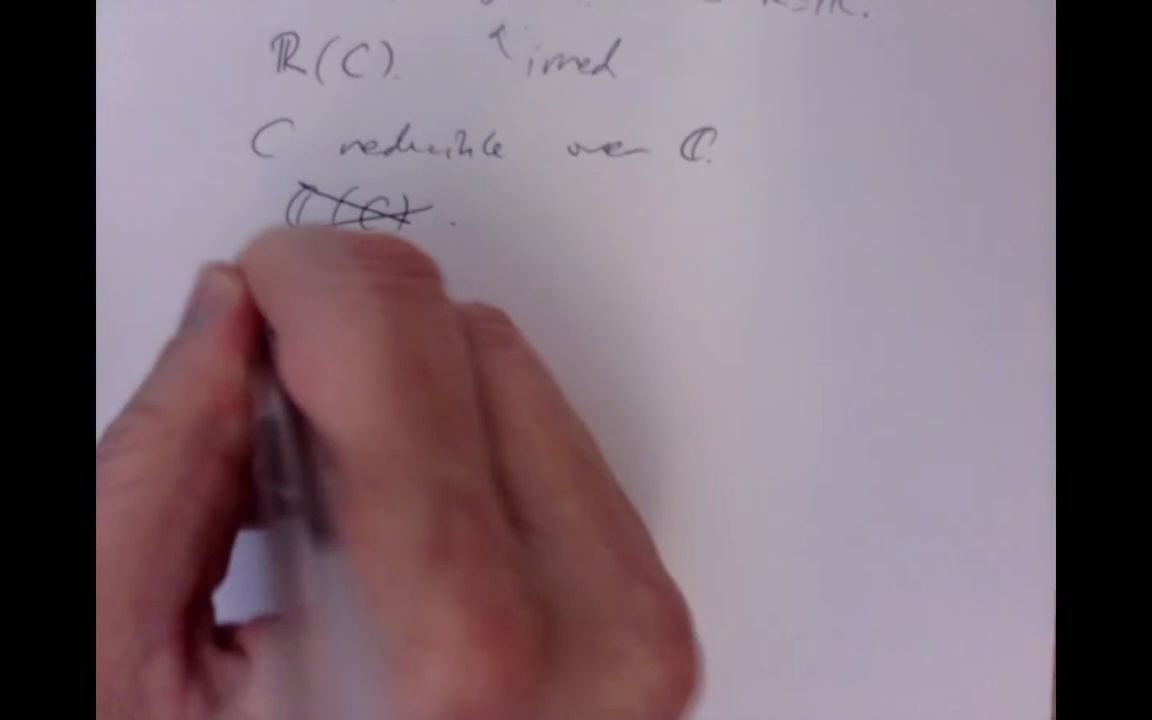 ℝ(C). irred
C reducible over ℂ.
ℂ(C).